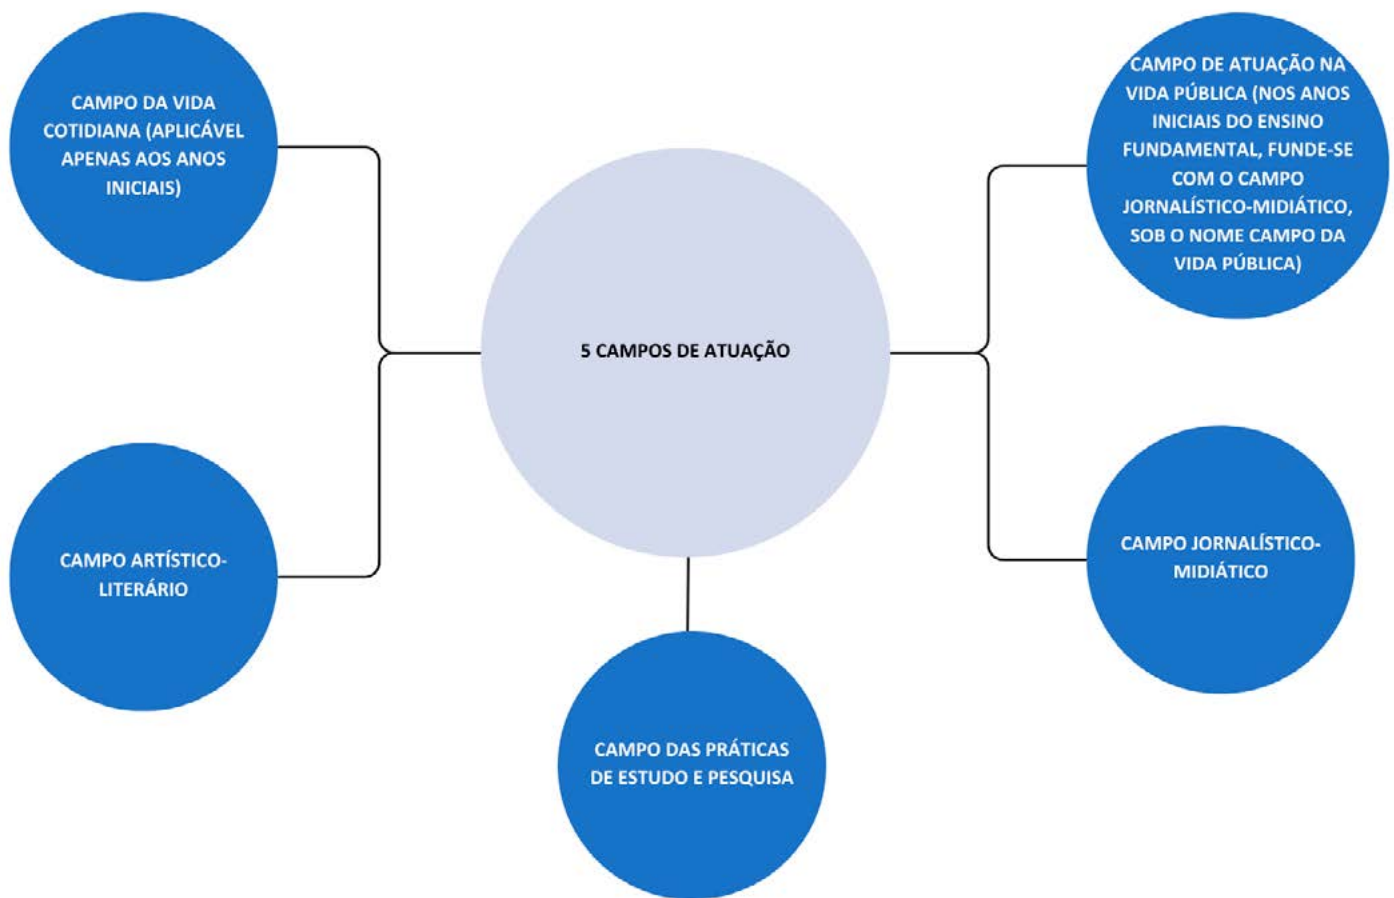 CAMPO DA VIDA
COTIDIANA (APLICÁVEL
APENAS AOS ANOS
INICIAIS)
CAMPO DE ATUAÇÃO NA
VIDA PÚBLICA (NOS ANOS
INICIAIS DO ENSINO
FUNDAMENTAL, FUNDE-SE
COM O CAMPO
JORNALÍSTICO-MIDIÁTICO,
SOB O NOME CAMPO DA
VIDA PÚBLICA)
5 CAMPOS DE ATUAÇÃO
CAMPO ARTÍSTICO-
LITERÁRIO
CAMPO JORNALÍSTICO-
MIDIÁTICO
CAMPO DAS PRÁTICAS
DE ESTUDO E PESQUISA